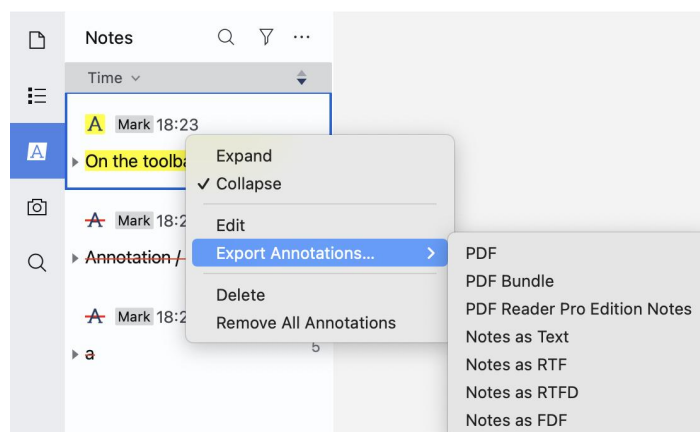 Notes
Time
A Mark 18:23
On the toolba
A Mark 18:2
Annotation /
A Mark 18:2
a
5
Expand
✓ Collapse
Edit
Export Annotations...
Delete
Remove All Annotations
PDF
PDF Bundle
PDF Reader Pro Edition Notes
Notes as Text
Notes as RTF
Notes as RTFD
Notes as FDF